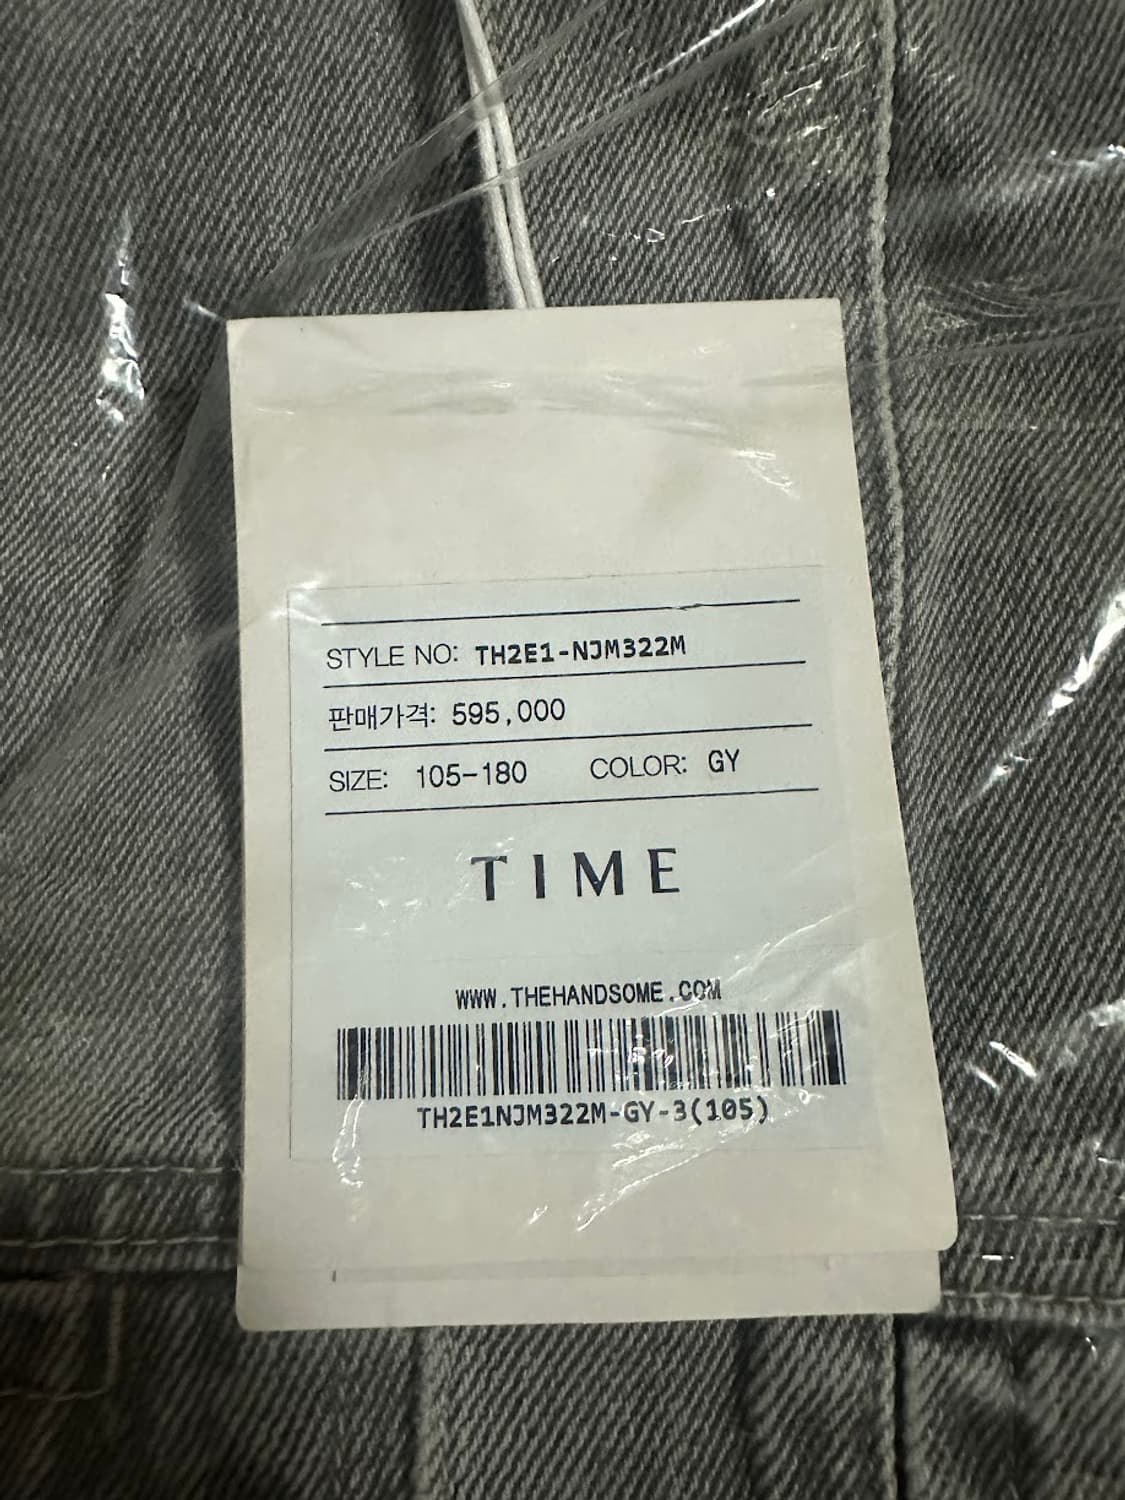 STYLE NO: TH2E1-NJM322M
판매가격: 595,000
SIZE: 105-180 COLOR: GY
TIME
WWW.THEHANDSOME.COM
TH2E1NJM322M-GY-3(105)